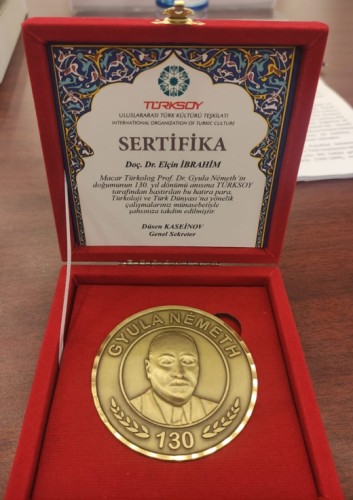 TÜRKSOY
ULUSLARARASI TÜRK KÜLTÜRÜ TEŞKİLATI
INTERNATIONAL ORGANIZATION OF TURKIC CULTURE
SERTİFİKA
Doç. Dr. Elçin İBRAHİM
Macar Türkolog Prof. Dr. Gyula Németh'in
doğumunun 130. yıl dönümü anısına TÜRKSOY
tarafından bastırılan bu hatıra para,
Türkoloji ve Türk Dünyası'na yönelik
çalışmalarınız münasebetiyle
şahsınıza takdim edilmiştir.
Düsen KASEİNOV
Genel Sekreter
GYULA NÉMETH
130